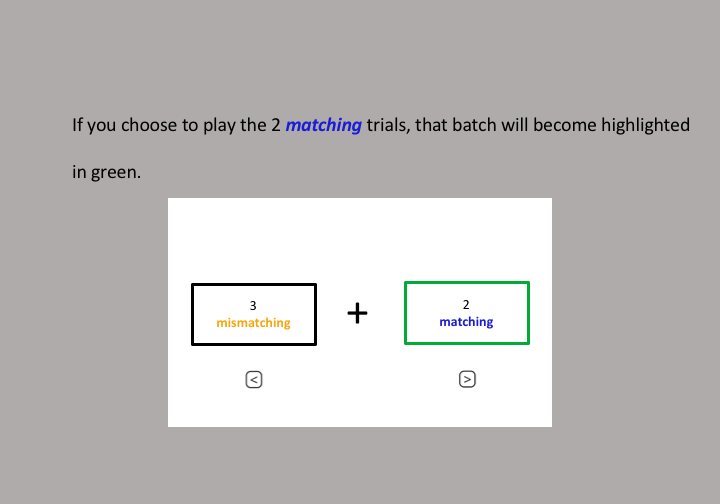 If you choose to play the 2 matching trials, that batch will become highlighted
in green.
3
mismatching
+
2
matching
<
>